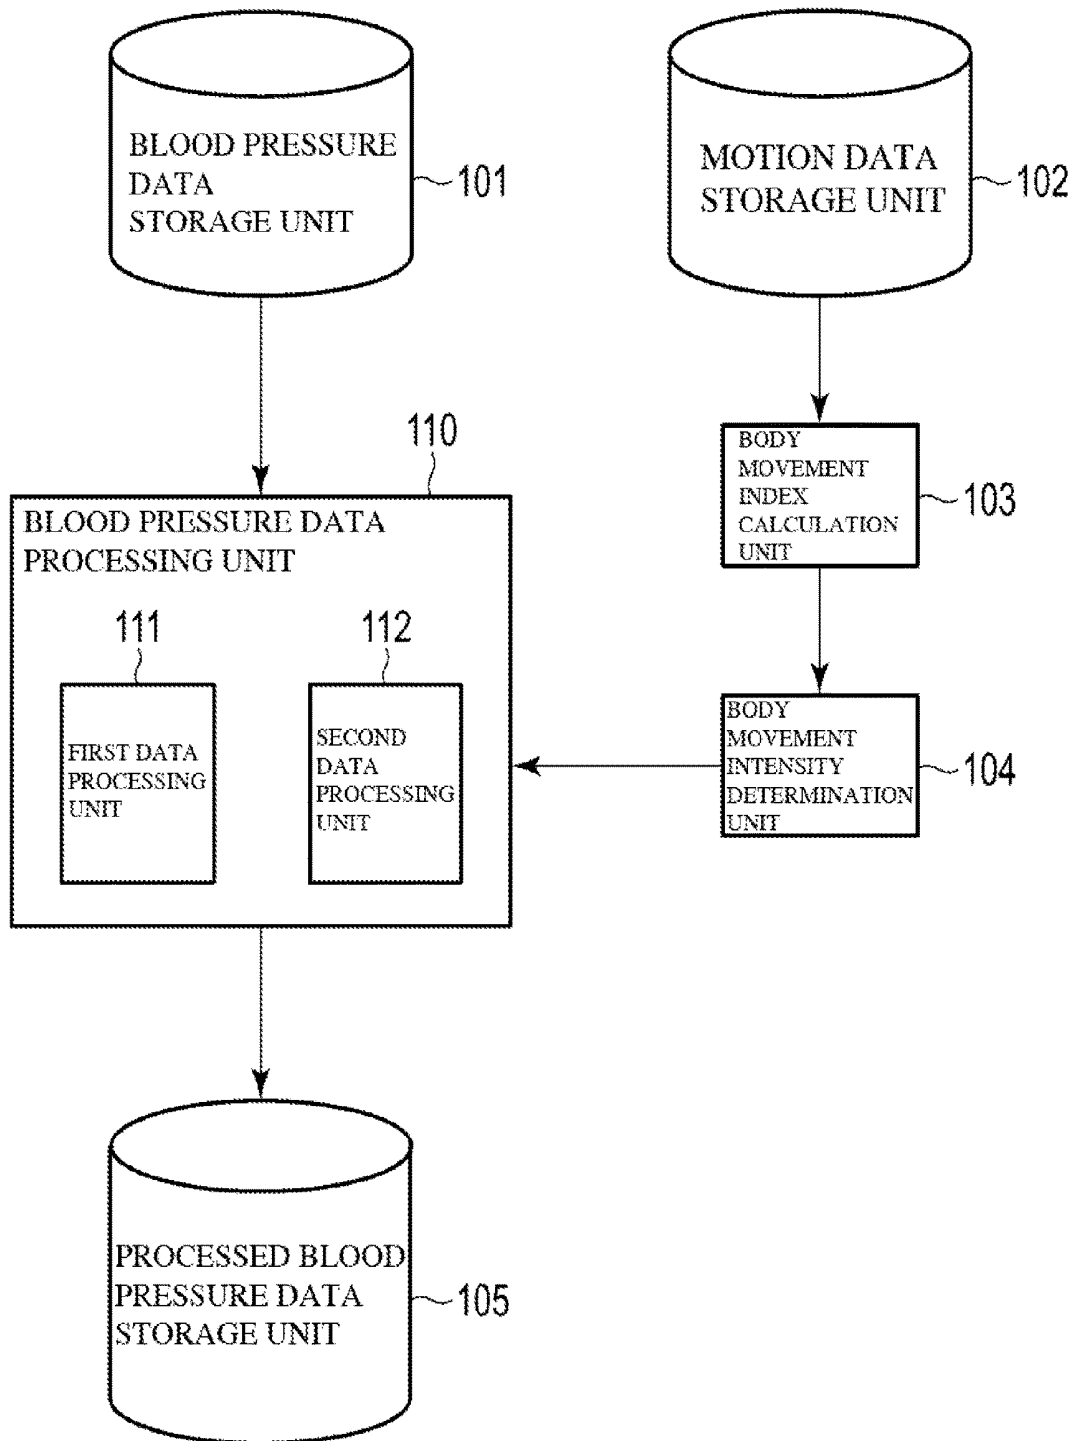 BLOOD PRESSURE
DATA
STORAGE UNIT
101
MOTION DATA
STORAGE UNIT
102
BODY
MOVEMENT
INDEX
CALCULATION
UNIT
103
110
BLOOD PRESSURE DATA
PROCESSING UNIT
111
FIRST DATA
PROCESSING
UNIT
112
SECOND
DATA
PROCESSING
UNIT
BODY
MOVEMENT
INTENSITY
DETERMINATION
UNIT
104
PROCESSED BLOOD
PRESSURE DATA
STORAGE UNIT
105